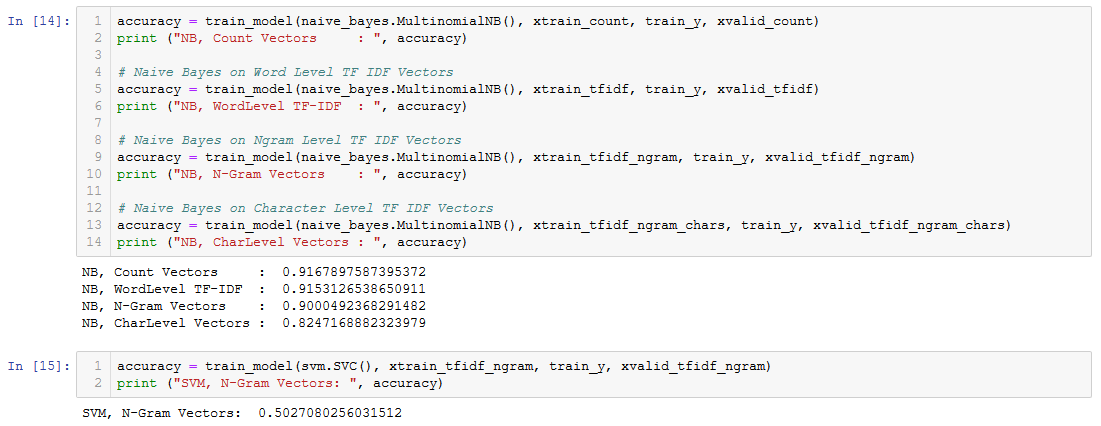 In [14]:
1 accuracy = train_model(naive_bayes.MultinomialNB(), xtrain_count, train_y, xvalid_count)
2 print ("NB, Count Vectors     : ", accuracy)
3
4 # Naive Bayes on Word Level TF IDF Vectors
5 accuracy = train_model(naive_bayes.MultinomialNB(), xtrain_tfidf, train_y, xvalid_tfidf)
6 print ("NB, WordLevel TF-IDF  : ", accuracy)
7
8 # Naive Bayes on Ngram Level TF IDF Vectors
9 accuracy = train_model(naive_bayes.MultinomialNB(), xtrain_tfidf_ngram, train_y, xvalid_tfidf_ngram)
10 print ("NB, N-Gram Vectors    : ", accuracy)
11
12 # Naive Bayes on Character Level TF IDF Vectors
13 accuracy = train_model(naive_bayes.MultinomialNB(), xtrain_tfidf_ngram_chars, train_y, xvalid_tfidf_ngram_chars)
14 print ("NB, CharLevel Vectors : ", accuracy)
NB, Count Vectors     :  0.9167897587395372
NB, WordLevel TF-IDF  :  0.9153126538650911
NB, N-Gram Vectors    :  0.9000492368291482
NB, CharLevel Vectors :  0.8247168882323979
In [15]:
1 accuracy = train_model(svm.SVC(), xtrain_tfidf_ngram, train_y, xvalid_tfidf_ngram)
2 print ("SVM, N-Gram Vectors: ", accuracy)
SVM, N-Gram Vectors:  0.5027080256031512